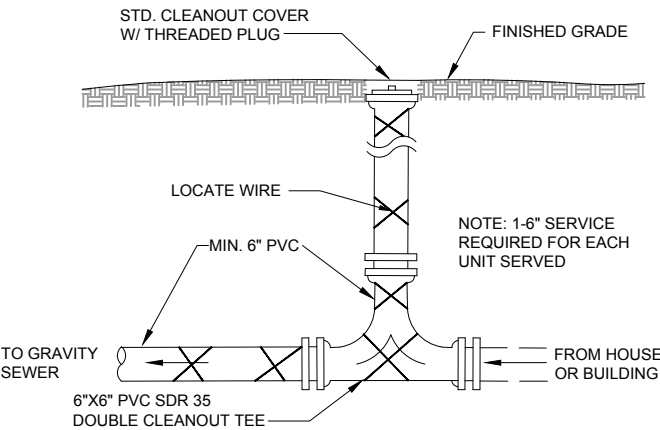 STD. CLEANOUT COVER
W/ THREADED PLUG
FINISHED GRADE
LOCATE WIRE
NOTE: 1-6" SERVICE
REQUIRED FOR EACH
UNIT SERVED
MIN. 6" PVC
TO GRAVITY
SEWER
FROM HOUSE
OR BUILDING
6"X6" PVC SDR 35
DOUBLE CLEANOUT TEE